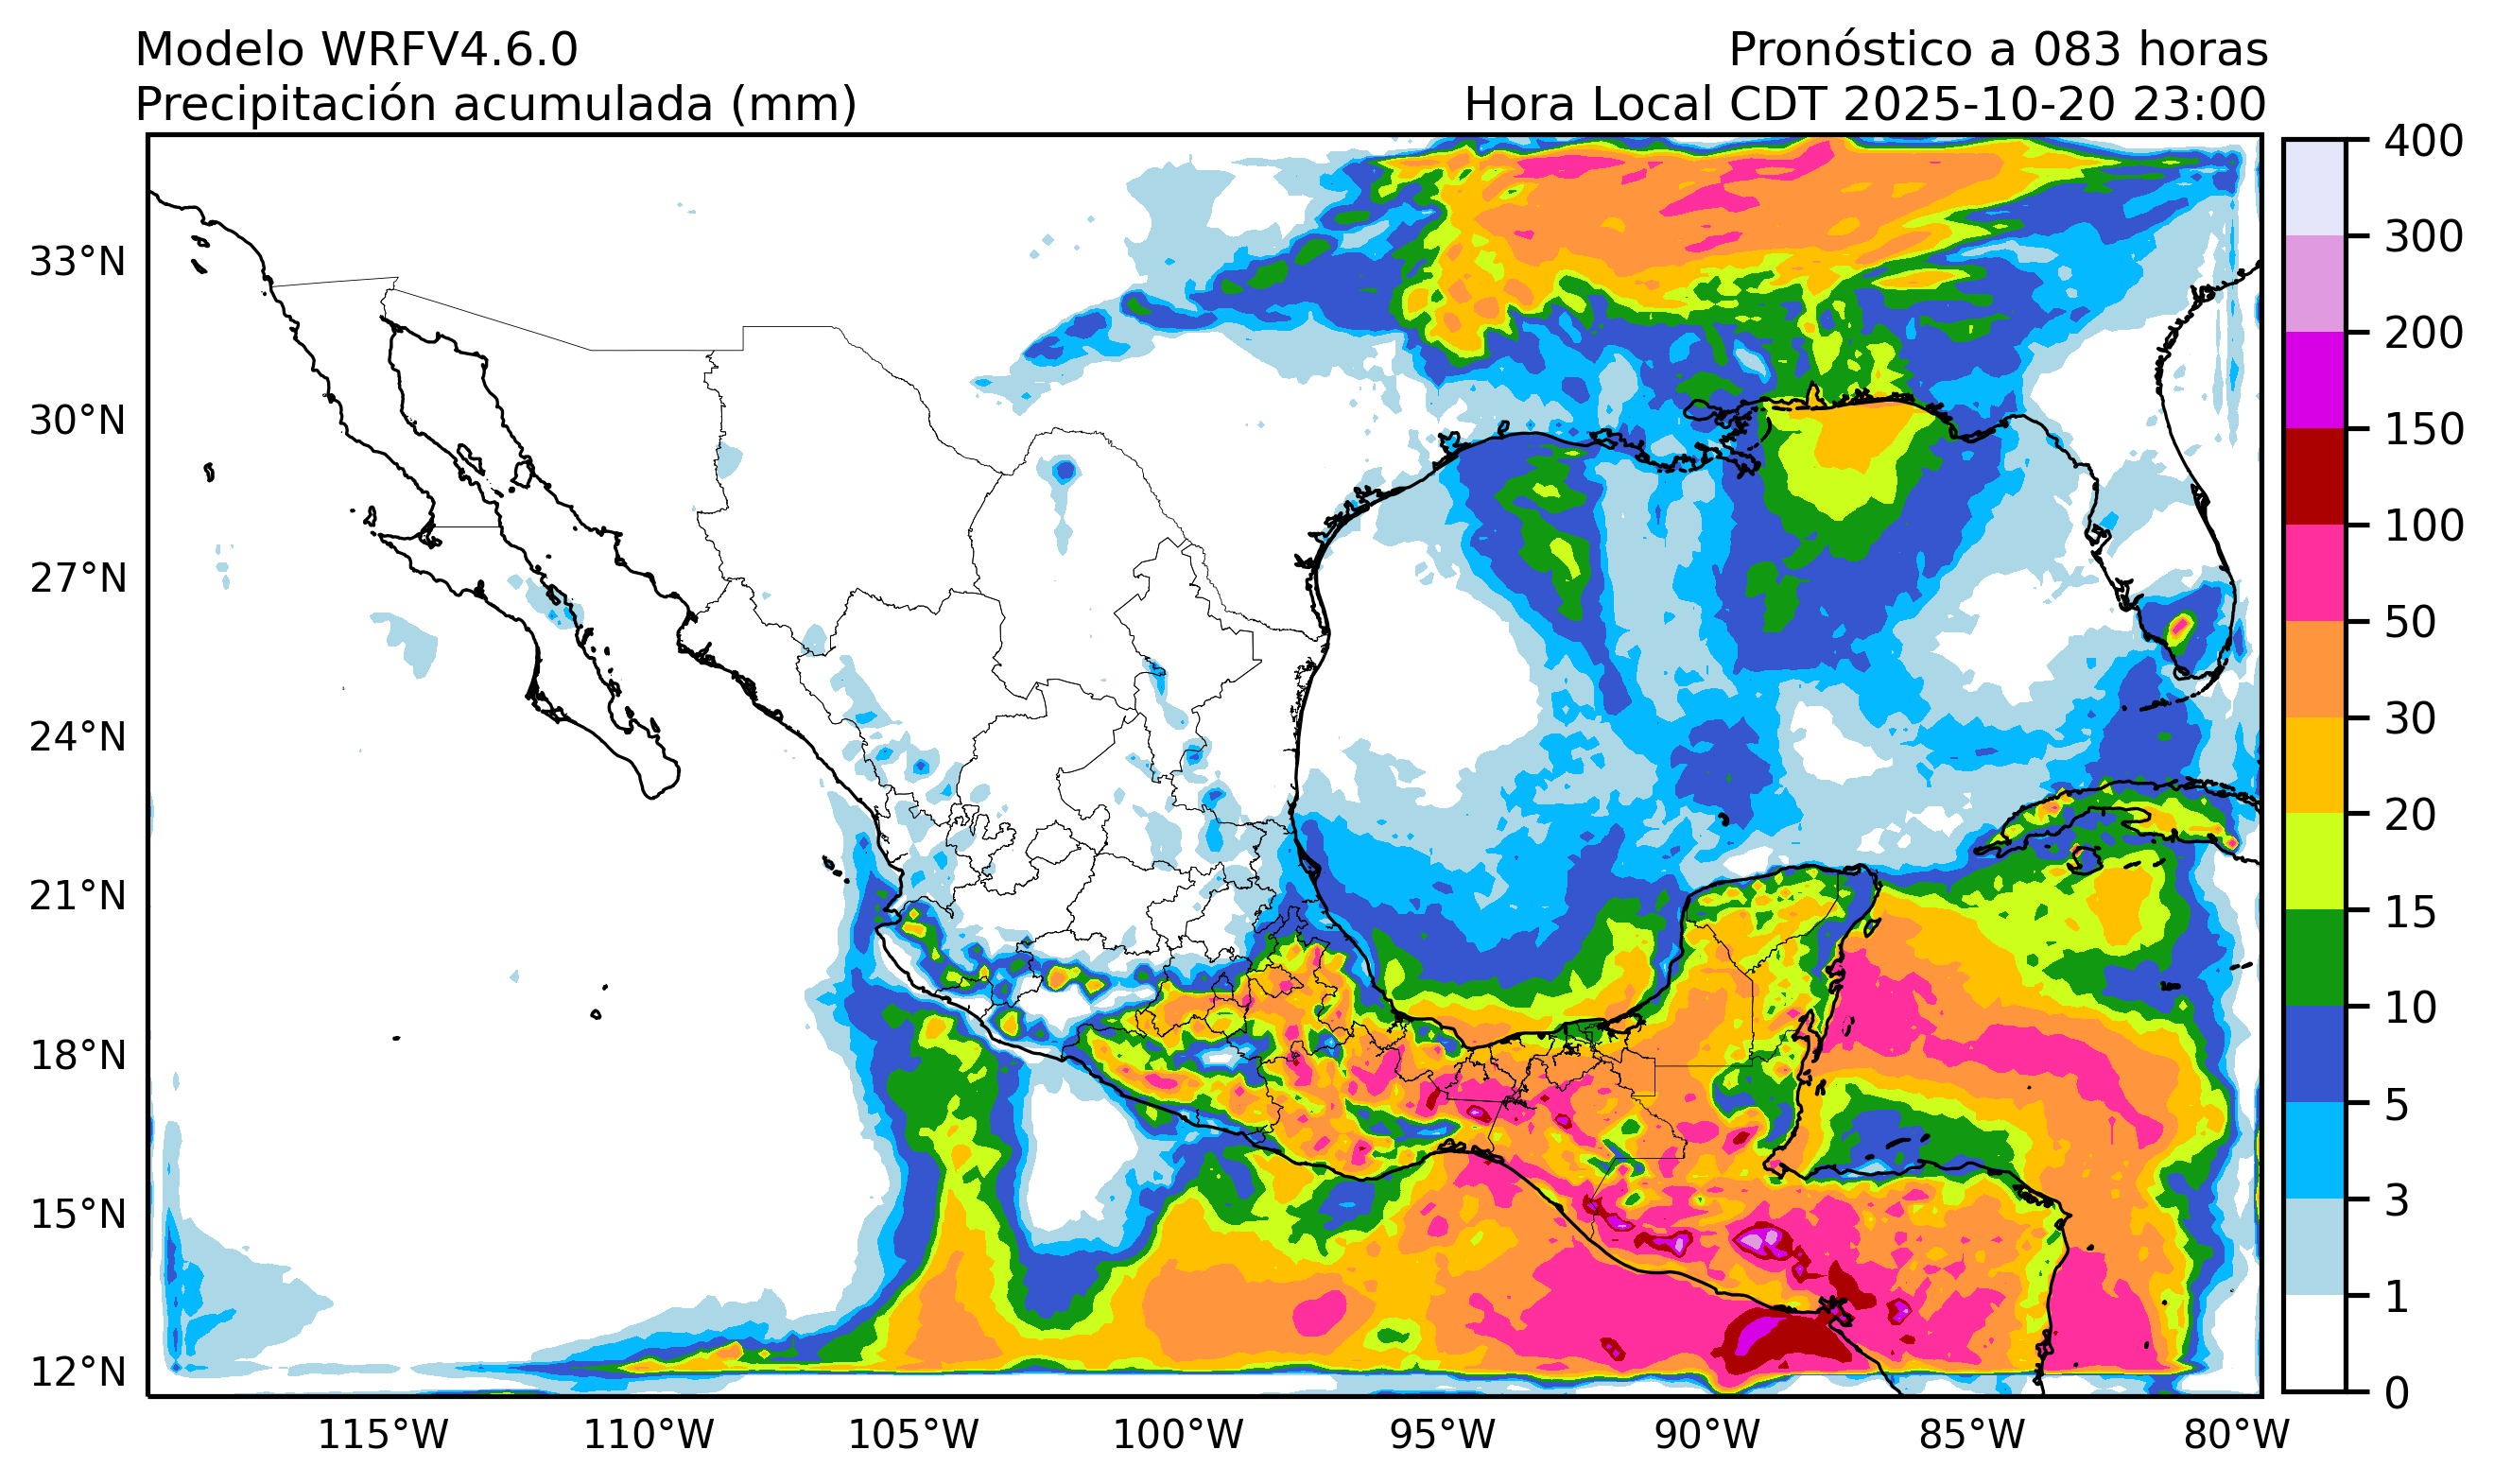 Modelo WRFV4.6.0
Pronóstico a 083 horas
Precipitación acumulada (mm)
Hora Local CDT 2025-10-20 23:00
33°N
30°N
27°N
24°N
21°N
18°N
15°N
12°N
115°W
110°W
105°W
100°W
95°W
90°W
85°W
80°W
400
300
200
150
100
50
30
20
15
10
5
3
1
0